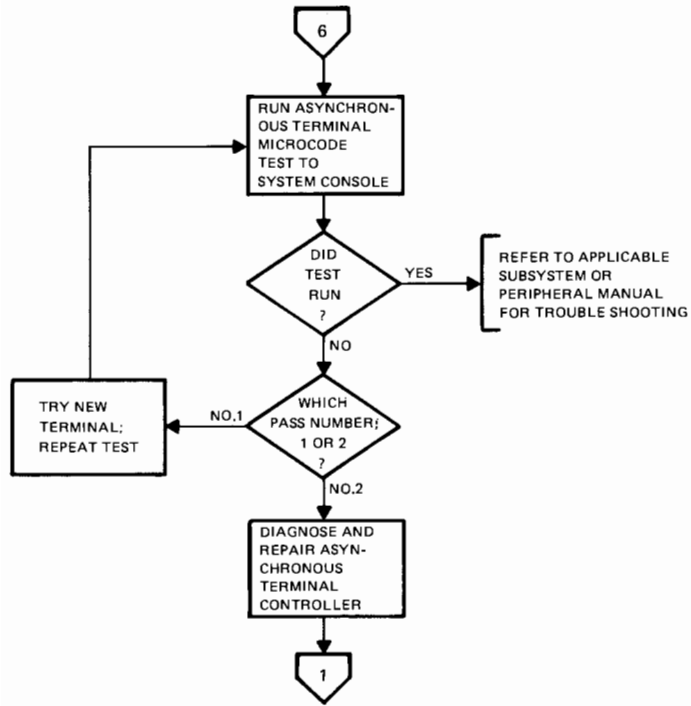 6
RUN ASYNCHRON-
OUS TERMINAL
MICROCODE
TEST TO
SYSTEM CONSOLE
DID
TEST
RUN
?
YES
REFER TO APPLICABLE
SUBSYSTEM OR
PERIPHERAL MANUAL
FOR TROUBLE SHOOTING
NO
WHICH
PASS NUMBER;
1 OR 2
?
NO.1
TRY NEW
TERMINAL;
REPEAT TEST
NO.2
DIAGNOSE AND
REPAIR ASYN-
CHRONOUS
TERMINAL
CONTROLLER
1